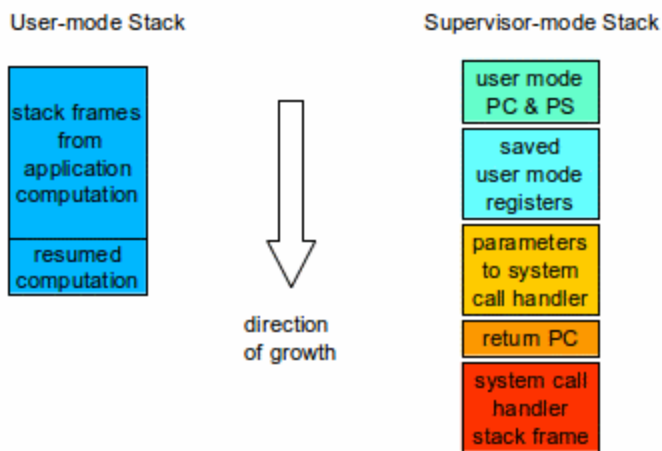 User-mode Stack
stack frames
from
application
computation
resumed
computation
direction
of growth
Supervisor-mode Stack
user mode
PC & PS
saved
user mode
registers
parameters
to system
call handler
return PC
system call
handler
stack frame